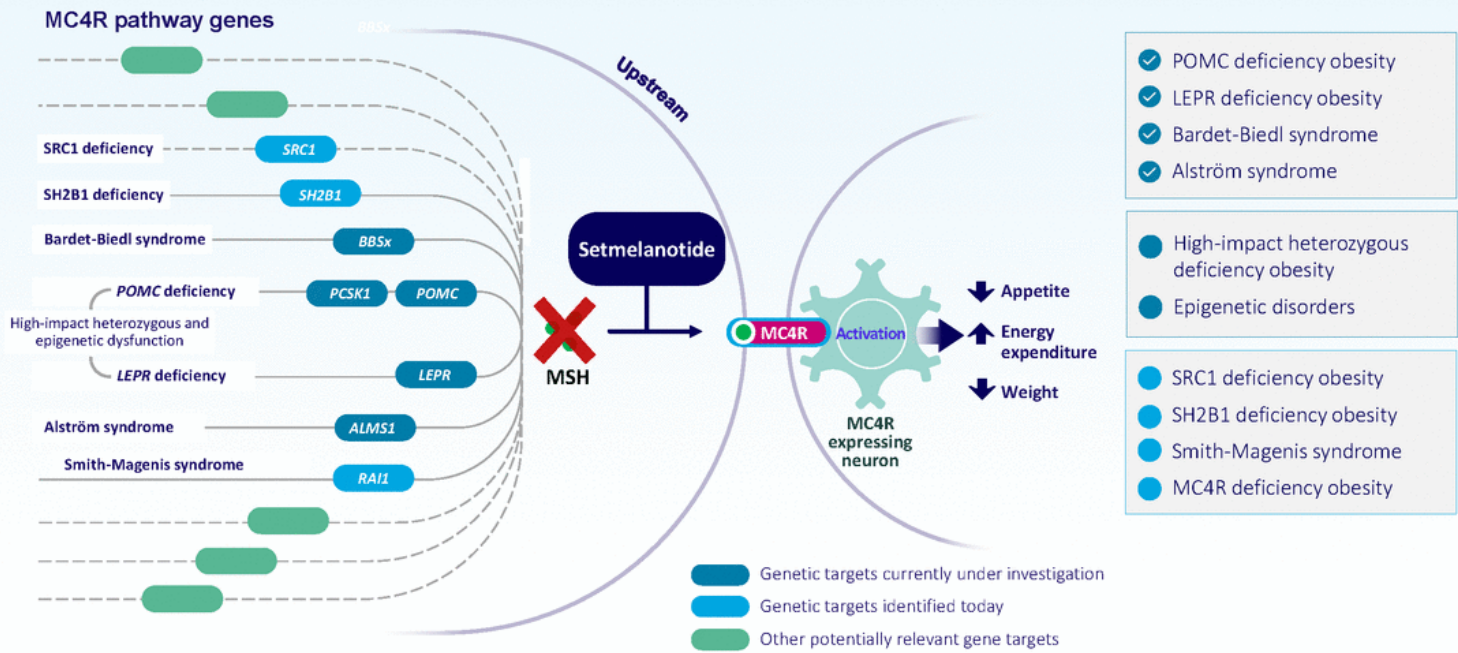 MC4R pathway genes
BBSx
SRC1 deficiency
SRC1
SH2B1 deficiency
SH2B1
Bardet-Biedl syndrome
BBSx
POMC deficiency
PCSK1
POMC
High-impact heterozygous and
epigenetic dysfunction
LEPR deficiency
LEPR
Alström syndrome
ALMS1
Smith-Magenis syndrome
RAI1
Upstream
Setmelanotide
MSH
MC4R
Activation
MC4R
expressing
neuron
Appetite
Energy
expenditure
Weight
POMC deficiency obesity
LEPR deficiency obesity
Bardet-Biedl syndrome
Alström syndrome
High-impact heterozygous
deficiency obesity
Epigenetic disorders
SRC1 deficiency obesity
SH2B1 deficiency obesity
Smith-Magenis syndrome
MC4R deficiency obesity
Genetic targets currently under investigation
Genetic targets identified today
Other potentially relevant gene targets